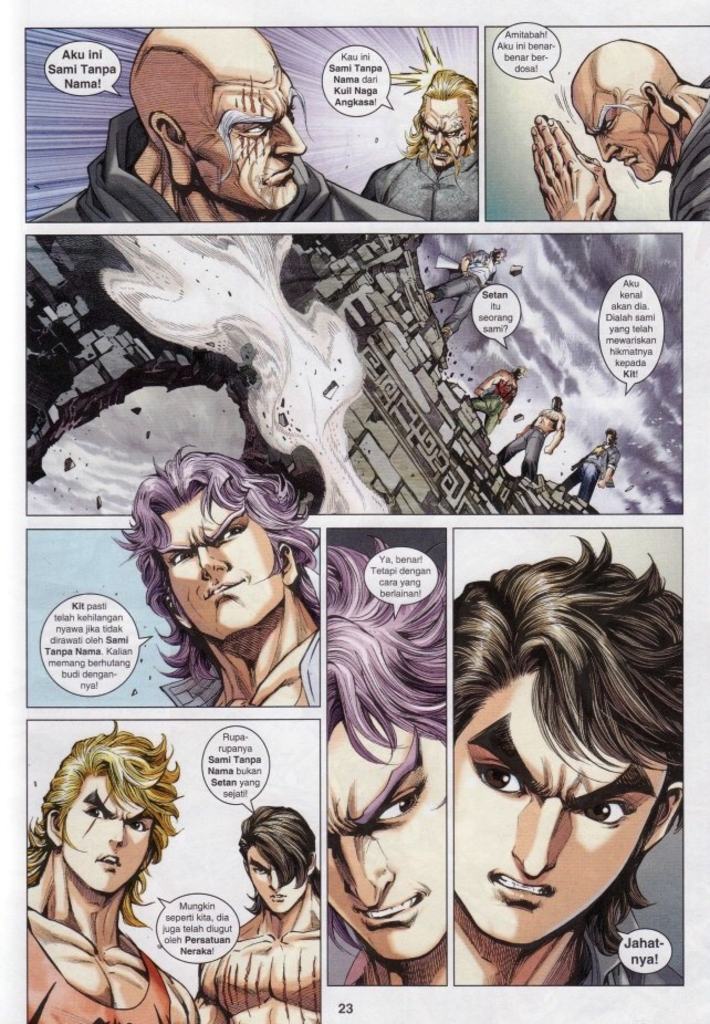 Aku ini
Sami Tanpa
Nama!
Kau ini
Sami Tanpa
Nama dari
Kuil Naga
Angkasa!
Amitabah!
Aku ini benar-
benar ber-
dosa!
Setan
itu
seorang
sami?
Aku
kenal
akan dia.
Dialah sami
yang telah
mewariskan
hikmatnya
kepada
Kit!
Kit pasti
telah kehilangan
nyawa jika tidak
dirawati oleh Sami
Tanpa Nama. Kalian
memang berhutang
budi dengan-
nya!
Ya, benar!
Tetapi dengan
cara yang
berlainan!
Jahat-
nya!
Rupa-
rupanya
Sami Tanpa
Nama bukan
Setan yang
sejati!
Mungkin
seperti kita, dia
juga telah diugut
oleh Persatuan
Neraka!
23